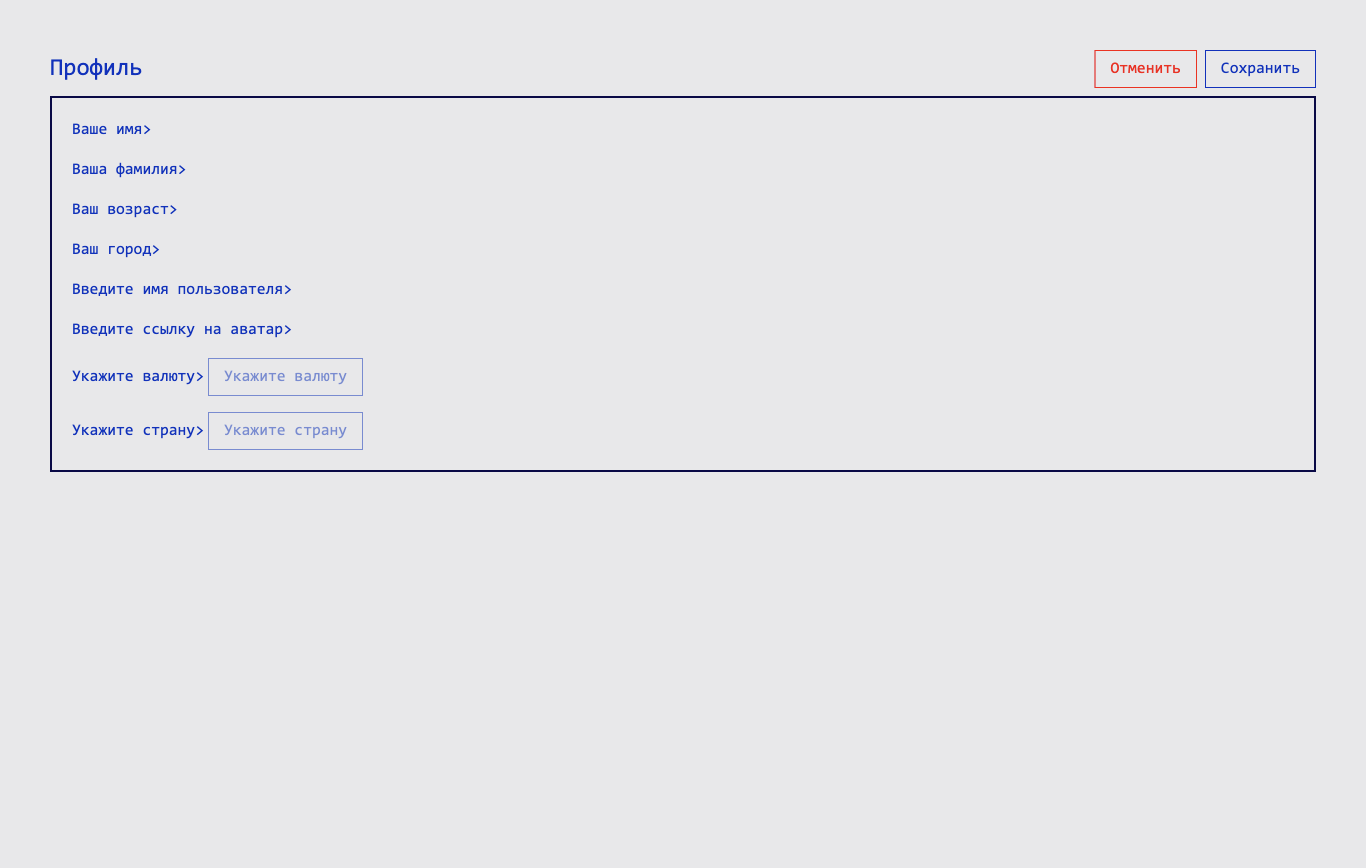 Профиль
Отменить
Сохранить
Ваше имя>
Ваша фамилия>
Ваш возраст>
Ваш город>
Введите имя пользователя>
Введите ссылку на аватар>
Укажите валюту> Укажите валюту
Укажите страну> Укажите страну